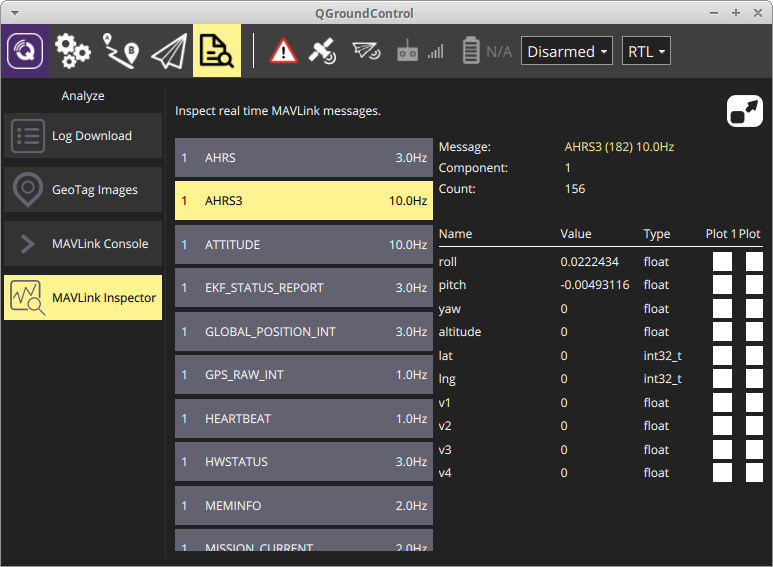 QGroundControl
N/A
Disarmed
RTL
Analyze
Log Download
GeoTag Images
MAVLink Console
MAVLink Inspector
Inspect real time MAVLink messages.
1 AHRS 3.0Hz
1 AHRS3 10.0Hz
1 ATTITUDE 10.0Hz
1 EKF_STATUS_REPORT 3.0Hz
1 GLOBAL_POSITION_INT 3.0Hz
1 GPS_RAW_INT 1.0Hz
1 HEARTBEAT 1.0Hz
1 HWSTATUS 3.0Hz
1 MEMINFO 2.0Hz
1 MISSION_CURRENT 2.0Hz
Message: AHRS3 (182) 10.0Hz
Component: 1
Count: 156
Name Value Type Plot 1 Plot
roll 0.0222434 float
pitch -0.00493116 float
yaw 0 float
altitude 0 float
lat 0 int32_t
lng 0 int32_t
v1 0 float
v2 0 float
v3 0 float
v4 0 float